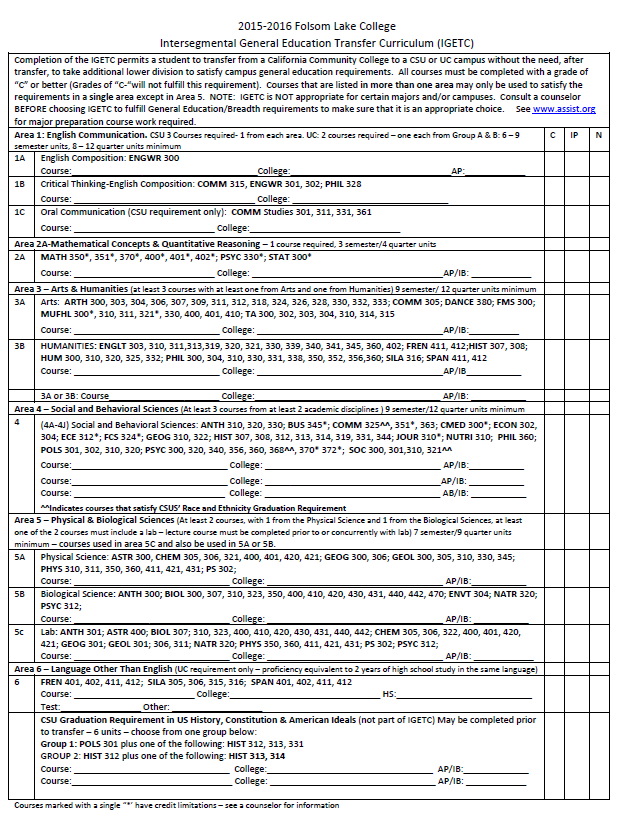 2015-2016 Folsom Lake College
Intersegmental General Education Transfer Curriculum (IGETC)
Completion of the IGETC permits a student to transfer from a California Community College to a CSU or UC campus without the need, after
transfer, to take additional lower division to satisfy campus general education requirements. All courses must be completed with a grade of
"C" or better (Grades of "C-"will not fulfill this requirement). Courses that are listed in more than one area may only be used to satisfy the
requirements in a single area except in Area 5. NOTE: IGETC is NOT appropriate for certain majors and/or campuses. Consult a counselor
BEFORE choosing IGETC to fulfill General Education/Breadth requirements to make sure that it is an appropriate choice. See www.assist.org
for major preparation course work required.
Area 1: English Communication. CSU 3 Courses required- 1 from each area. UC: 2 courses required – one each from Group A & B: 6 – 9
semester units, 8 – 12 quarter units minimum
C IP N
1A English Composition: ENGWR 300
Course: College: AP:
1B Critical Thinking-English Composition: COMM 315, ENGWR 301, 302; PHIL 328
Course: College:
1C Oral Communication (CSU requirement only): COMM Studies 301, 311, 331, 361
Course: College:
Area 2A-Mathematical Concepts & Quantitative Reasoning – 1 course required, 3 semester/4 quarter units
2A MATH 350*, 351*, 370*, 400*, 401*, 402*; PSYC 330*; STAT 300*
Course: College: AP/IB:
Area 3 – Arts & Humanities (at least 3 courses with at least one from Arts and one from Humanities) 9 semester/ 12 quarter units minimum
3A Arts: ARTH 300, 303, 304, 306, 307, 309, 311, 312, 318, 324, 326, 328, 330, 332, 333; COMM 305; DANCE 380; FMS 300;
MUFHL 300*, 310, 311, 321*, 330, 400, 401, 410; TA 300, 302, 303, 304, 310, 314, 315
Course: College: AP/IB:
3B HUMANITIES: ENGLT 303, 310, 311,313,319, 320, 321, 330, 339, 340, 341, 345, 360, 402; FREN 411, 412;HIST 307, 308;
HUM 300, 310, 320, 325, 332; PHIL 300, 304, 310, 330, 331, 338, 350, 352, 356,360; SILA 316; SPAN 411, 412
Course: College: AP/IB
3A or 3B: Course College: AP/IB:
Area 4 – Social and Behavioral Sciences (At least 3 courses from at least 2 academic disciplines ) 9 semester/12 quarter units minimum
4 (4A-4J) Social and Behavioral Sciences: ANTH 310, 320, 330; BUS 345*; COMM 325^^, 351*, 363; CMED 300*; ECON 302,
304; ECE 312*; FCS 324*; GEOG 310, 322; HIST 307, 308, 312, 313, 314, 319, 331, 344; JOUR 310*; NUTRI 310; PHIL 360;
POLS 301, 302, 310, 320; PSYC 300, 320, 340, 356, 360, 368^^, 370* 372*; SOC 300, 301,310, 321^^
Course: College: AP/IB:
Course: College: AP/IB:
Course: College: AB/IB:
^^Indicates courses that satisfy CSUS' Race and Ethnicity Graduation Requirement
Area 5 – Physical & Biological Sciences (At least 2 courses, with 1 from the Physical Science and 1 from the Biological Sciences, at least
one of the 2 courses must include a lab – lecture course must be completed prior to or concurrently with lab) 7 semester/9 quarter units
minimum – courses used in area 5C and also be used in 5A or 5B.
5A Physical Science: ASTR 300, CHEM 305, 306, 321, 400, 401, 420, 421; GEOG 300, 306; GEOL 300, 305, 310, 330, 345;
PHYS 310, 311, 350, 360, 411, 421, 431; PS 302;
Course: College: AP/IB:
5B Biological Science: ANTH 300; BIOL 300, 307, 310, 323, 350, 400, 410, 420, 430, 431, 440, 442, 470; ENVT 304; NATR 320;
PSYC 312;
Course: College: AP/IB:
5c Lab: ANTH 301; ASTR 400; BIOL 307; 310, 323, 400, 410, 420, 430, 431, 440, 442; CHEM 305, 306, 322, 400, 401, 420,
421; GEOG 301; GEOL 301; 306, 311; NATR 320; PHYS 350, 360, 411, 421, 431; PS 302; PSYC 312;
Course: College: AP/ IB:
Area 6 – Language Other Than English (UC requirement only – proficiency equivalent to 2 years of high school study in the same language)
6 FREN 401, 402, 411, 412; SILA 305, 306, 315, 316; SPAN 401, 402, 411, 412
Course: College: HS:
Test: Other:
CSU Graduation Requirement in US History, Constitution & American Ideals (not part of IGETC) May be completed prior
to transfer – 6 units – choose from one group below:
Group 1: POLS 301 plus one of the following: HIST 312, 313, 331
GROUP 2: HIST 312 plus one of the following: HIST 313, 314
Course: College: AP/IB:
Course: College: AP/IB:
Courses marked with a single "*' have credit limitations – see a counselor for information